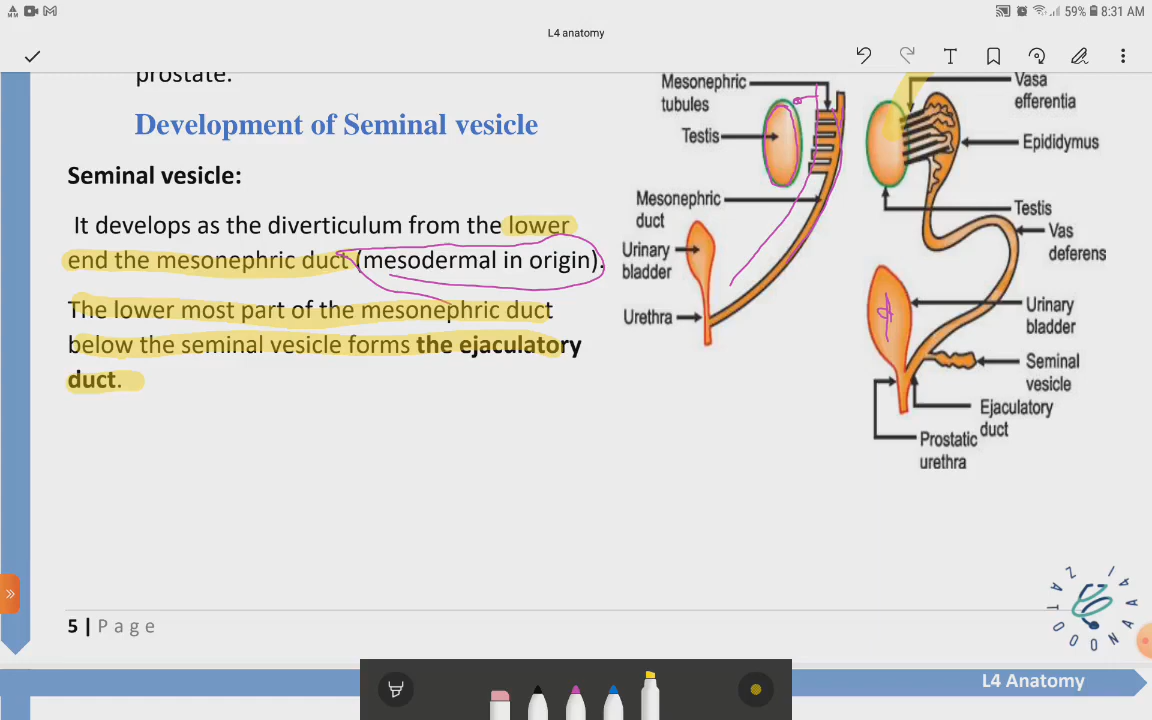 59% 8:31 AM
L4 anatomy
prostate.
Development of Seminal vesicle
Seminal vesicle:
It develops as the diverticulum from the lower
end the mesonephric duct (mesodermal in origin).
The lower most part of the mesonephric duct
below the seminal vesicle forms the ejaculatory
duct.
Mesonephric
tubules
Testis
Mesonephric
duct
Urinary
bladder
Urethra
Vasa
efferentia
Epididymus
Testis
Vas
deferens
Urinary
bladder
Seminal
vesicle
Ejaculatory
duct
Prostatic
urethra
5 | Page
L4 Anatomy